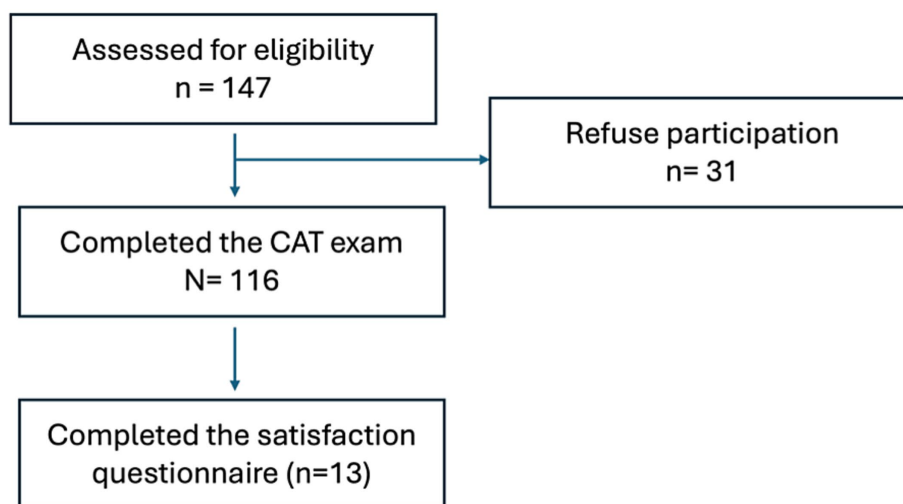 Assessed for eligibility
n = 147
Refuse participation
n= 31
Completed the CAT exam
N= 116
Completed the satisfaction
questionnaire (n=13)